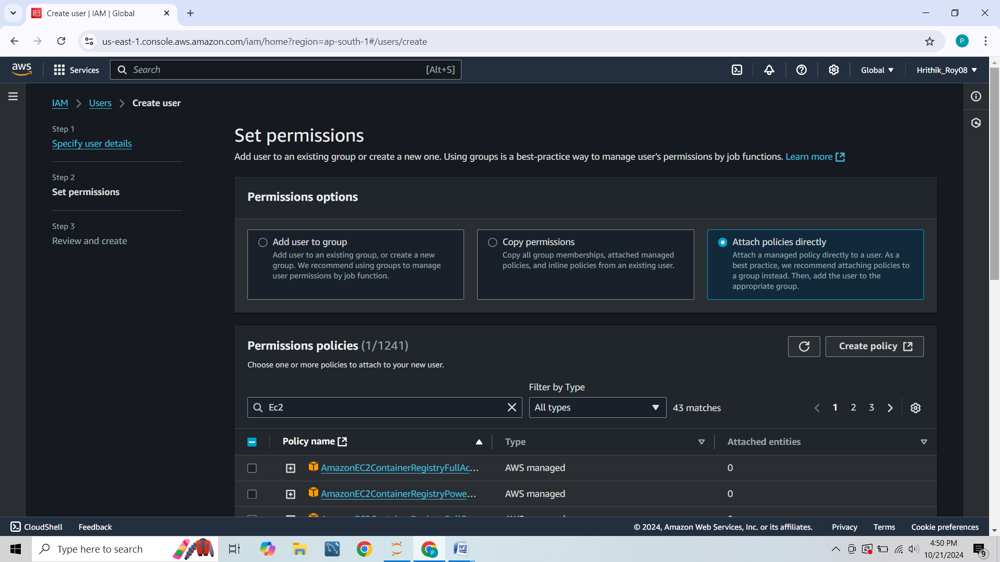 Create user | IAM | Global
us-east-1.console.aws.amazon.com/iam/home?region=ap-south-1#/users/create
P
aws
Services
Search
[Alt+S]
Global
Hrithik_Roy08
IAM
Users
Create user
Step 1
Specify user details
Step 2
Set permissions
Step 3
Review and create
Set permissions
Add user to an existing group or create a new one. Using groups is a best-practice way to manage user's permissions by job functions. Learn more
Permissions options
Add user to group
Add user to an existing group, or create a new
group. We recommend using groups to manage
user permissions by job function.
Copy permissions
Copy all group memberships, attached managed
policies, and inline policies from an existing user.
Attach policies directly
Attach a managed policy directly to a user. As a
best practice, we recommend attaching policies to
a group instead. Then, add the user to the
appropriate group.
Permissions policies (1/1241)
Choose one or more policies to attach to your new user.
Create policy
Filter by Type
Ec2
All types
43 matches
1 2 3
Policy name
Type
Attached entities
AmazonEC2ContainerRegistryFullAc... AWS managed 0
AmazonEC2ContainerRegistryPowe... AWS managed 0
CloudShell
Feedback
© 2024, Amazon Web Services, Inc. or its affiliates.
Privacy
Terms
Cookie preferences
Type here to search
4:50 PM
10/21/2024
9